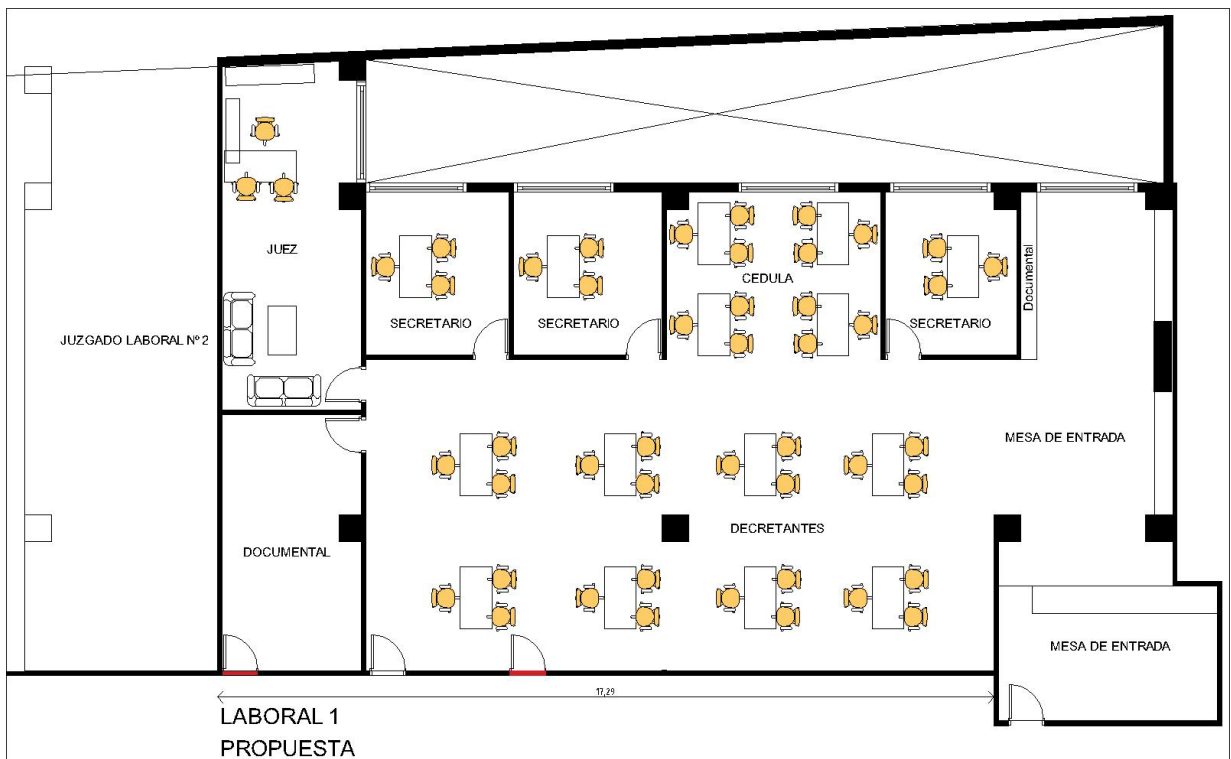 JUEZ
CEDULA
Documental
SECRETARIO
SECRETARIO
SECRETARIO
JUZGADO LABORAL Nº 2
MESA DE ENTRADA
DECRETANTES
DOCUMENTAL
MESA DE ENTRADA
17,29
LABORAL 1
PROPUESTA